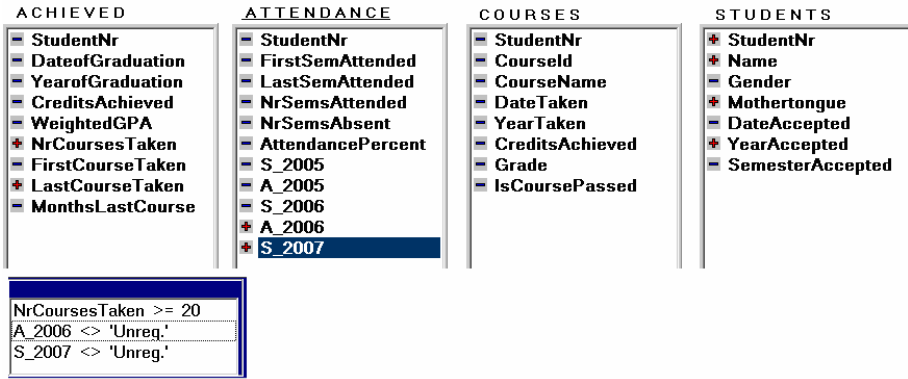 ACHIEVED
StudentNr
DateofGraduation
YearofGraduation
CreditsAchieved
WeightedGPA
NrCoursesTaken
FirstCourseTaken
LastCourseTaken
MonthsLastCourse
ATTENDANCE
StudentNr
FirstSemAttended
LastSemAttended
NrSemsAttended
NrSemsAbsent
AttendancePercent
S_2005
A_2005
S_2006
A_2006
S_2007
COURSES
StudentNr
CourseId
CourseName
DateTaken
YearTaken
CreditsAchieved
Grade
IsCoursePassed
STUDENTS
StudentNr
Name
Gender
Mothertongue
DateAccepted
YearAccepted
SemesterAccepted
NrCoursesTaken >= 20
A_2006 <> 'Unreg.'
S_2007 <> 'Unreg.'